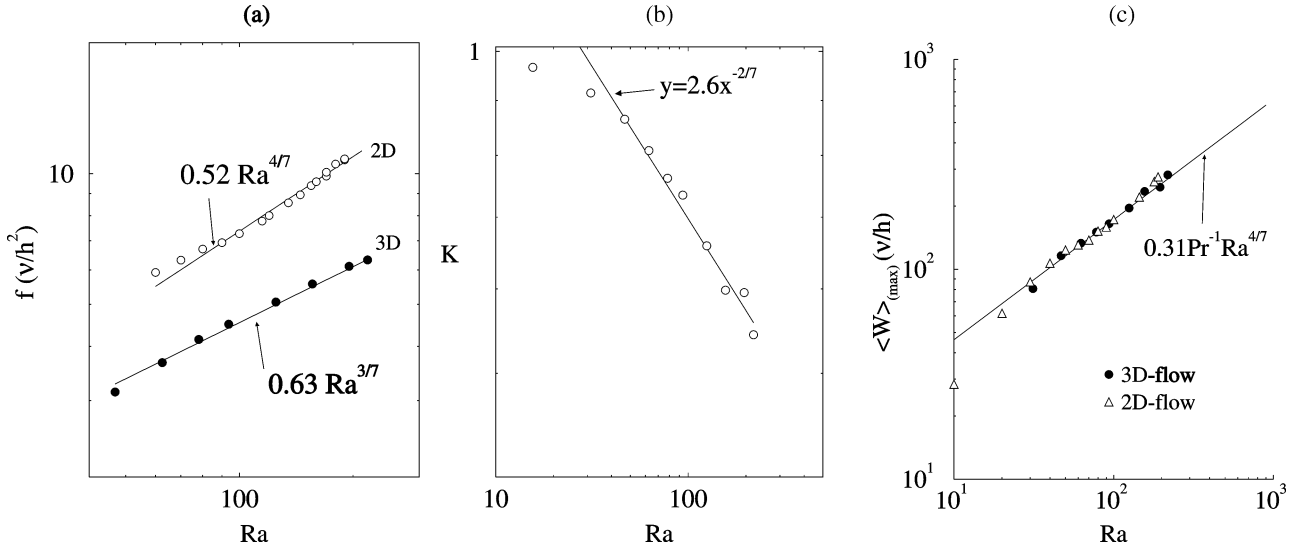 (a)
(b)
(c)
f (ν/h²)
10
0.52 Ra^4/7
2D
3D
0.63 Ra^3/7
100
Ra
1
K
y=2.6x^-2/7
10
100
Ra
<W>(max) (ν/h)
10³
10²
10¹
0.31Pr^-1Ra^4/7
3D-flow
2D-flow
10¹
10²
10³
Ra